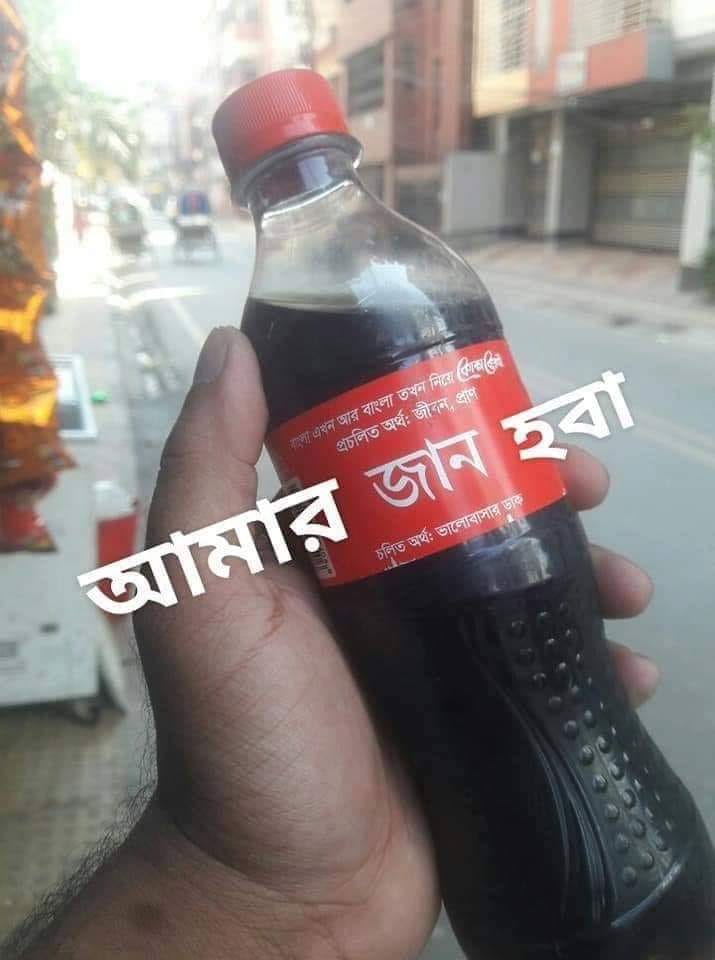 বাংলা এখন আর বাংলা তখন নিয়ে কোকা-কোলা
প্রচলিত অর্থ: জীবন, প্রাণ
আমার জান হবা
চলিত অর্থ: ভালোবাসার ডাক